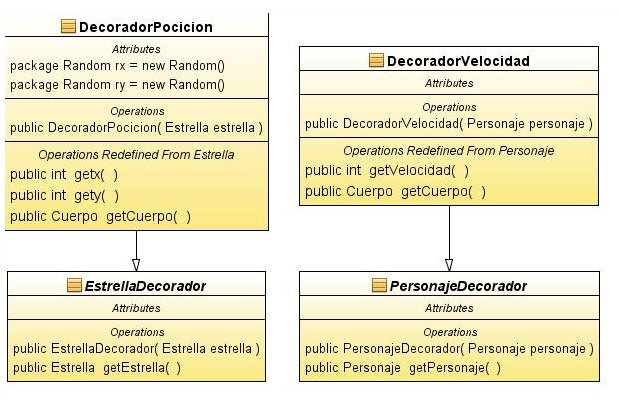 DecoradorPocicion
Attributes
package Random rx = new Random()
package Random ry = new Random()
Operations
public DecoradorPocicion( Estrella estrella )
Operations Redefined From Estrella
public int getx( )
public int gety( )
public Cuerpo getCuerpo( )
DecoradorVelocidad
Attributes
Operations
public DecoradorVelocidad( Personaje personaje )
Operations Redefined From Personaje
public int getVelocidad( )
public Cuerpo getCuerpo( )
EstrellaDecorador
Attributes
Operations
public EstrellaDecorador( Estrella estrella )
public Estrella getEstrella( )
PersonajeDecorador
Attributes
Operations
public PersonajeDecorador( Personaje personaje )
public Personaje getPersonaje( )